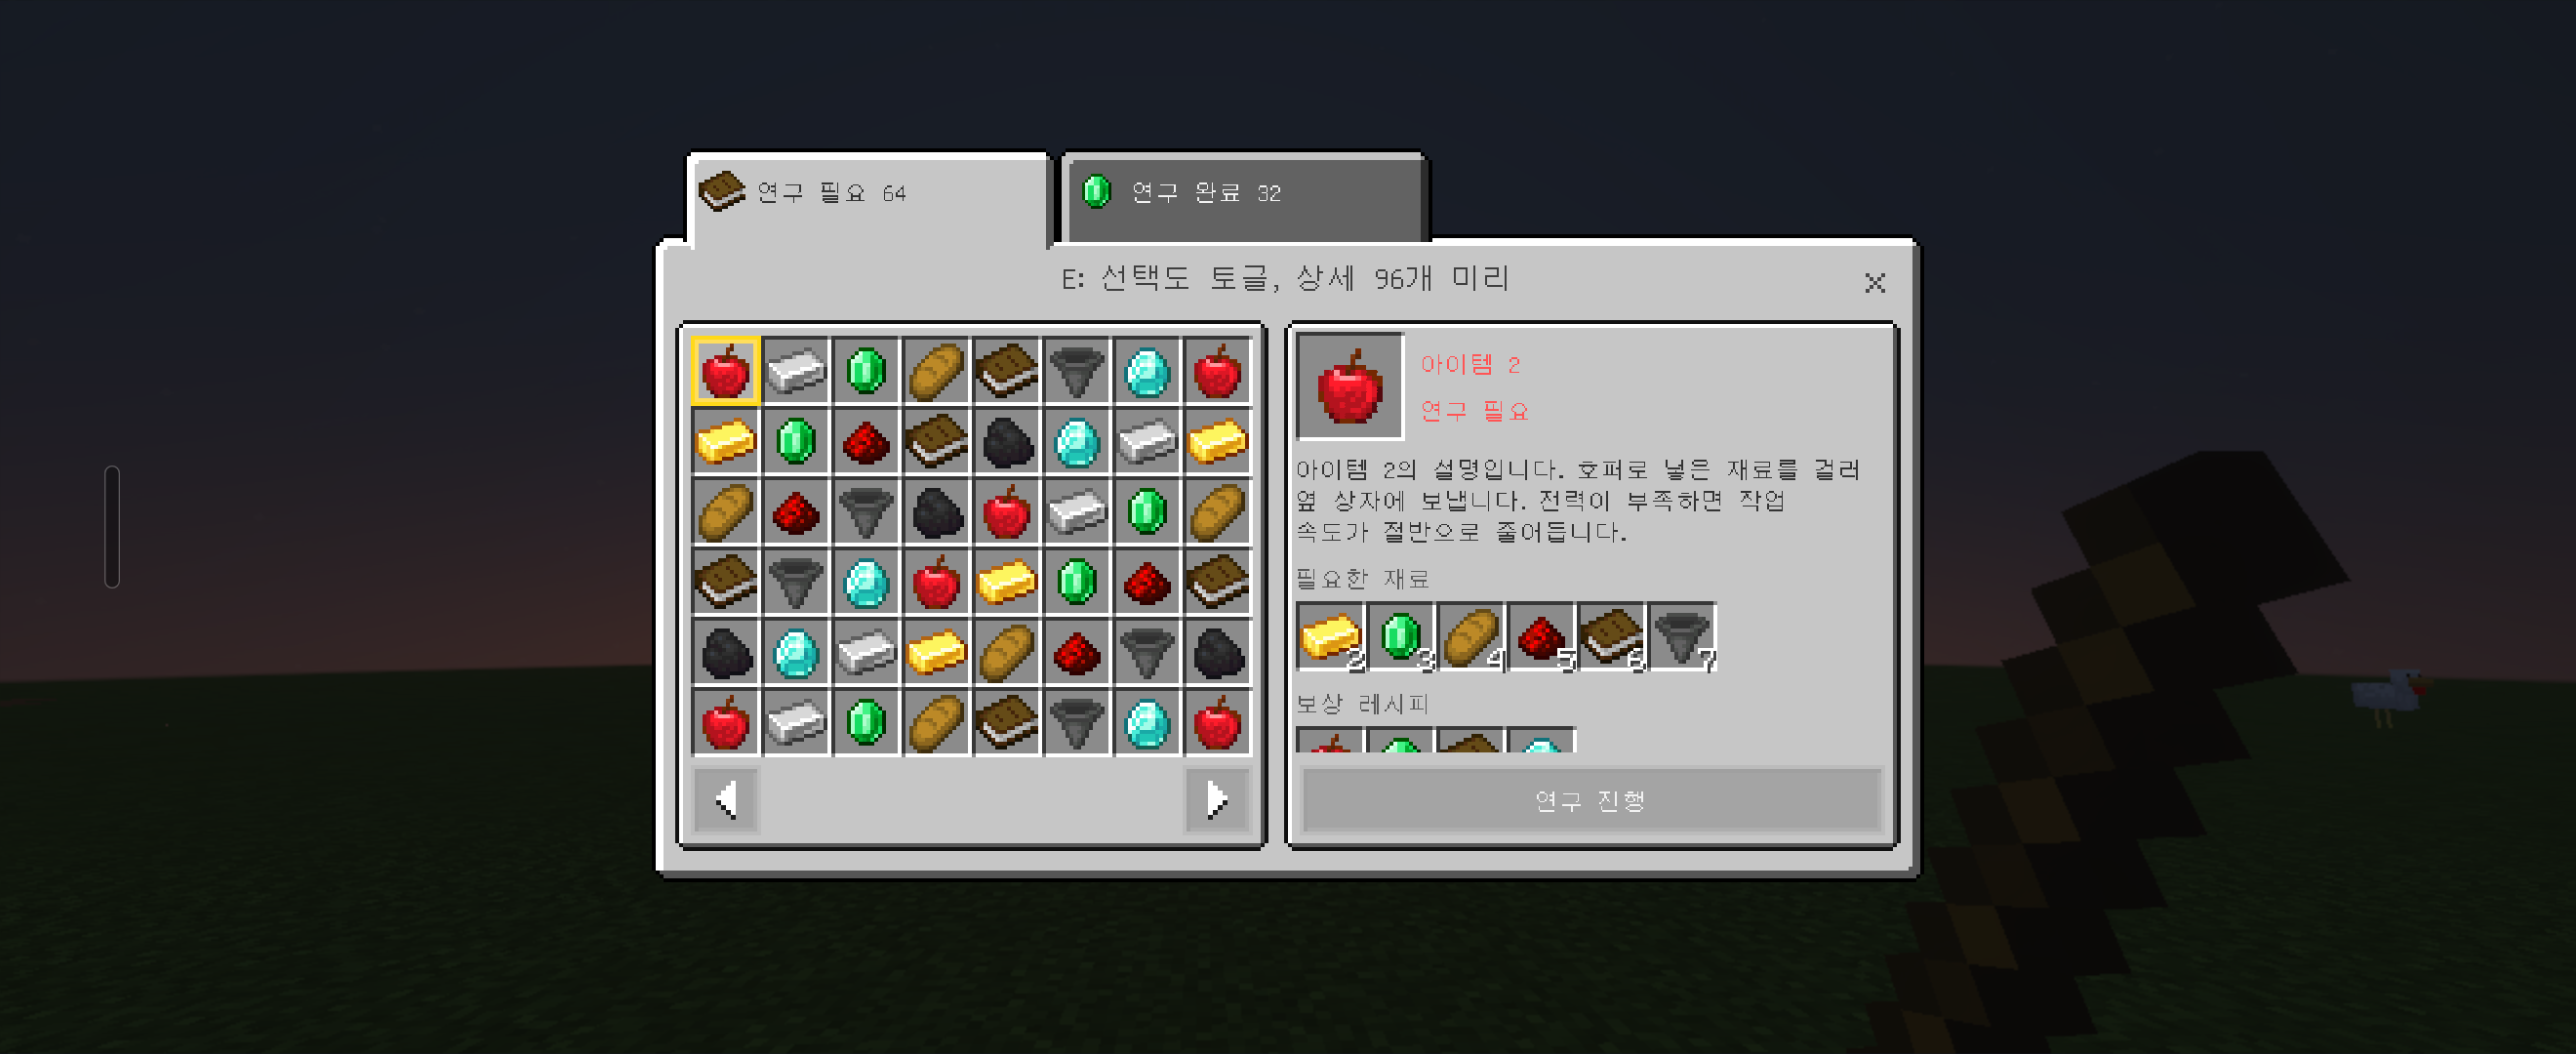 연구 필요 64
연구 완료 32
E: 선택도 토글, 상세 96개 미리
아이템 2
연구 필요
아이템 2의 설명입니다. 호퍼로 넣은 재료를 걸러
옆 상자에 보냅니다. 전력이 부족하면 작업
속도가 절반으로 줄어듭니다.
필요한 재료
2 3 4 5 6 7
보상 레시피
연구 진행